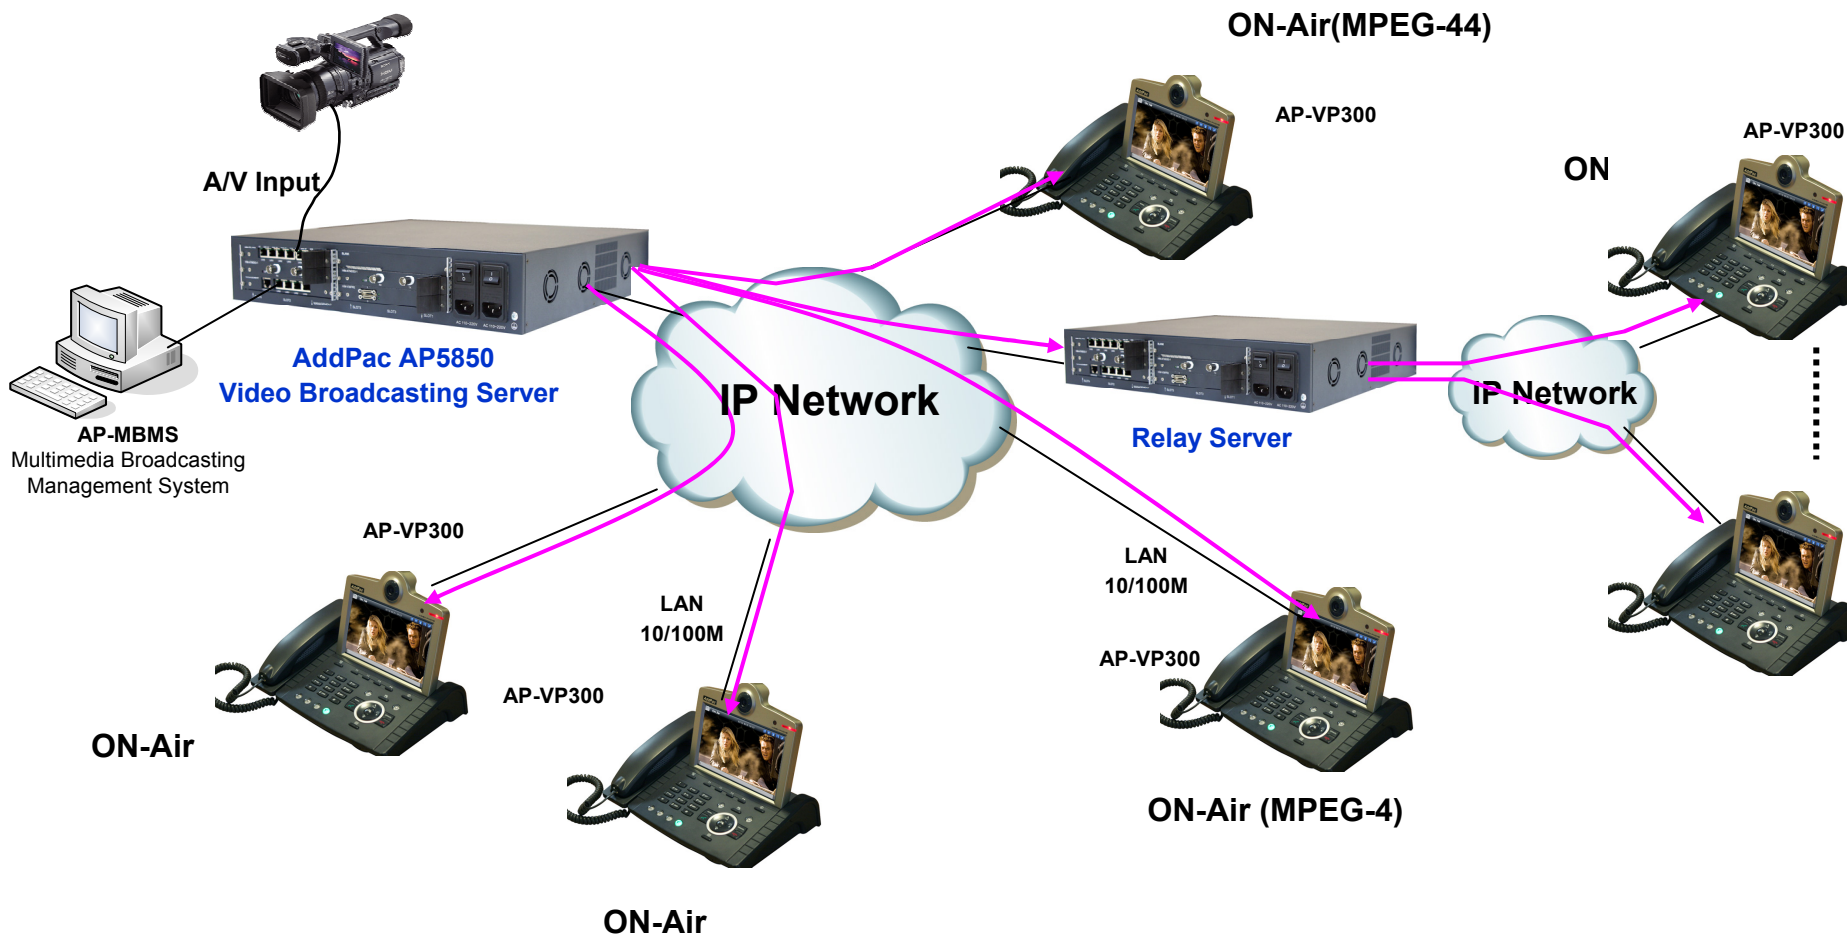 ON-Air(MPEG-44)
AP-VP300
AP-VP300
ON
A/V Input
AddPac AP5850
Video Broadcasting Server
IP Network
IP Network
Relay Server
AP-MBMS
Multimedia Broadcasting
Management System
AP-VP300
LAN
10/100M
LAN
10/100M
AP-VP300
AP-VP300
ON-Air
ON-Air (MPEG-4)
ON-Air